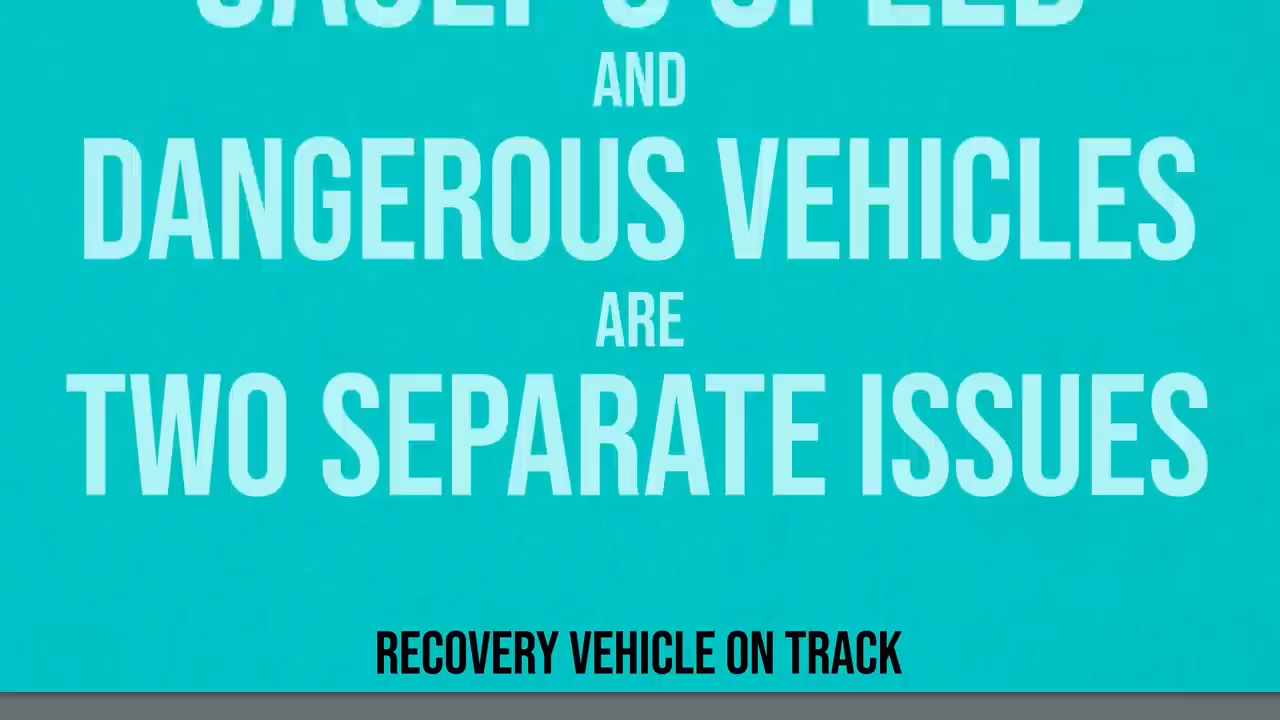 AND
DANGEROUS VEHICLES
ARE
TWO SEPARATE ISSUES
RECOVERY VEHICLE ON TRACK